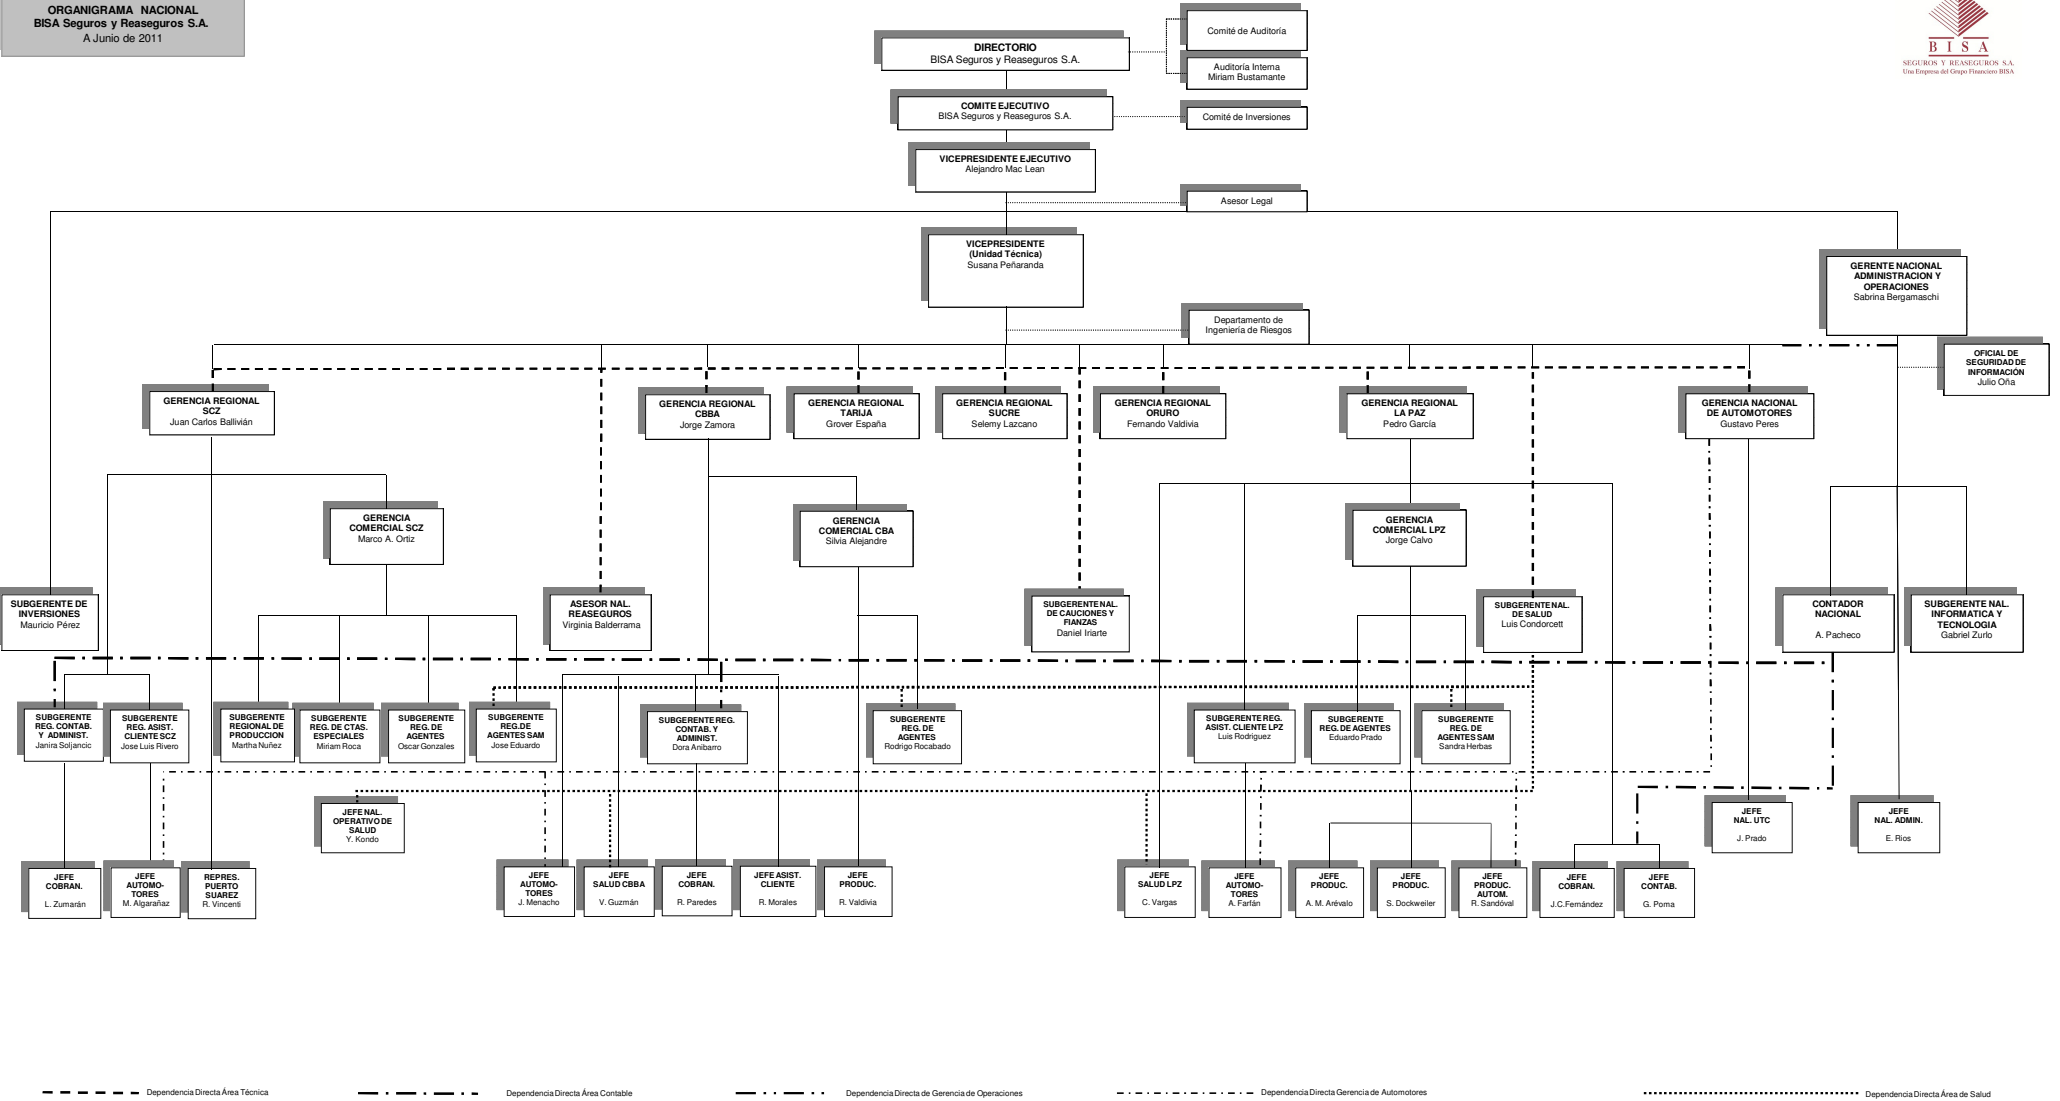 ORGANIGRAMA NACIONAL
BISA Seguros y Reaseguros S.A.
A Junio de 2011
BISA
SEGUROS Y REASEGUROS S.A.
Una Empresa del Grupo Financiero BISA
DIRECTORIO
BISA Seguros y Reaseguros S.A.
Comité de Auditoría
Auditoría Interna
Miriam Bustamante
COMITE EJECUTIVO
BISA Seguros y Reaseguros S.A.
Comité de Inversiones
VICEPRESIDENTE EJECUTIVO
Alejandro Mac Lean
Asesor Legal
VICEPRESIDENTE
(Unidad Técnica)
Susana Peñaranda
GERENTE NACIONAL
ADMINISTRACION Y
OPERACIONES
Sabrina Bergamaschi
Departamento de
Ingeniería de Riesgos
OFICIAL DE
SEGURIDAD DE
INFORMACIÓN
Julio Oña
GERENCIA REGIONAL
SCZ
Juan Carlos Ballivián
GERENCIA REGIONAL
CBBA
Jorge Zamora
GERENCIA REGIONAL
TARIJA
Grover España
GERENCIA REGIONAL
SUCRE
Selemy Lazcano
GERENCIA REGIONAL
ORURO
Fernando Valdivia
GERENCIA REGIONAL
LA PAZ
Pedro García
GERENCIA NACIONAL
DE AUTOMOTORES
Gustavo Peres
GERENCIA
COMERCIAL SCZ
Marco A. Ortiz
GERENCIA
COMERCIAL CBA
Silvia Alejandre
GERENCIA
COMERCIAL LPZ
Jorge Calvo
SUBGERENTE DE
INVERSIONES
Mauricio Pérez
ASESOR NAL.
REASEGUROS
Virginia Balderrama
SUBGERENTE NAL.
DE CAUCIONES Y
FIANZAS
Daniel Iriarte
SUBGERENTE NAL.
DE SALUD
Luis Condorcett
CONTADOR
NACIONAL
A. Pacheco
SUBGERENTE NAL.
INFORMATICA Y
TECNOLOGIA
Gabriel Zurlo
SUBGERENTE
REG. CONTAB.
Y ADMINIST.
Janira Soljancic
SUBGERENTE
REG. ASIST.
CLIENTE SCZ
Jose Luis Rivero
SUBGERENTE
REGIONAL DE
PRODUCCION
Martha Nuñez
SUBGERENTE
REG. DE CTAS.
ESPECIALES
Miriam Roca
SUBGERENTE
REG. DE
AGENTES
Oscar Gonzales
SUBGERENTE
REG.DE
AGENTES SAM
Jose Eduardo
SUBGERENTE REG.
CONTAB. Y
ADMINIST.
Dora Anibarro
SUBGERENTE
REG. DE
AGENTES
Rodrigo Rocabado
SUBGERENTE REG.
ASIST. CLIENTE LPZ
Luis Rodríguez
SUBGERENTE
REG. DE AGENTES
Eduardo Prado
SUBGERENTE
REG. DE
AGENTES SAM
Sandra Herbas
JEFE NAL.
OPERATIVO DE
SALUD
Y. Kondo
JEFE
NAL. UTC
J. Prado
JEFE
NAL. ADMIN.
E. Rios
JEFE
COBRAN.
L. Zumarán
JEFE
AUTOMO-
TORES
M. Algarañaz
REPRES.
PUERTO
SUAREZ
R. Vincenti
JEFE
AUTOMO-
TORES
J. Menacho
JEFE
SALUD CBBA
V. Guzmán
JEFE
COBRAN.
R. Paredes
JEFE ASIST.
CLIENTE
R. Morales
JEFE
PRODUC.
R. Valdivia
JEFE
SALUD LPZ
C. Vargas
JEFE
AUTOMO-
TORES
A. Farfán
JEFE
PRODUC.
A. M. Arévalo
JEFE
PRODUC.
S. Dockweiler
JEFE
PRODUC.
AUTOM.
R. Sandóval
JEFE
COBRAN.
J.C.Fernández
JEFE
CONTAB.
G. Poma
Dependencia Directa Área Técnica
Dependencia Directa Área Contable
Dependencia Directa de Gerencia de Operaciones
Dependencia Directa Gerencia de Automotores
Dependencia Directa Área de Salud